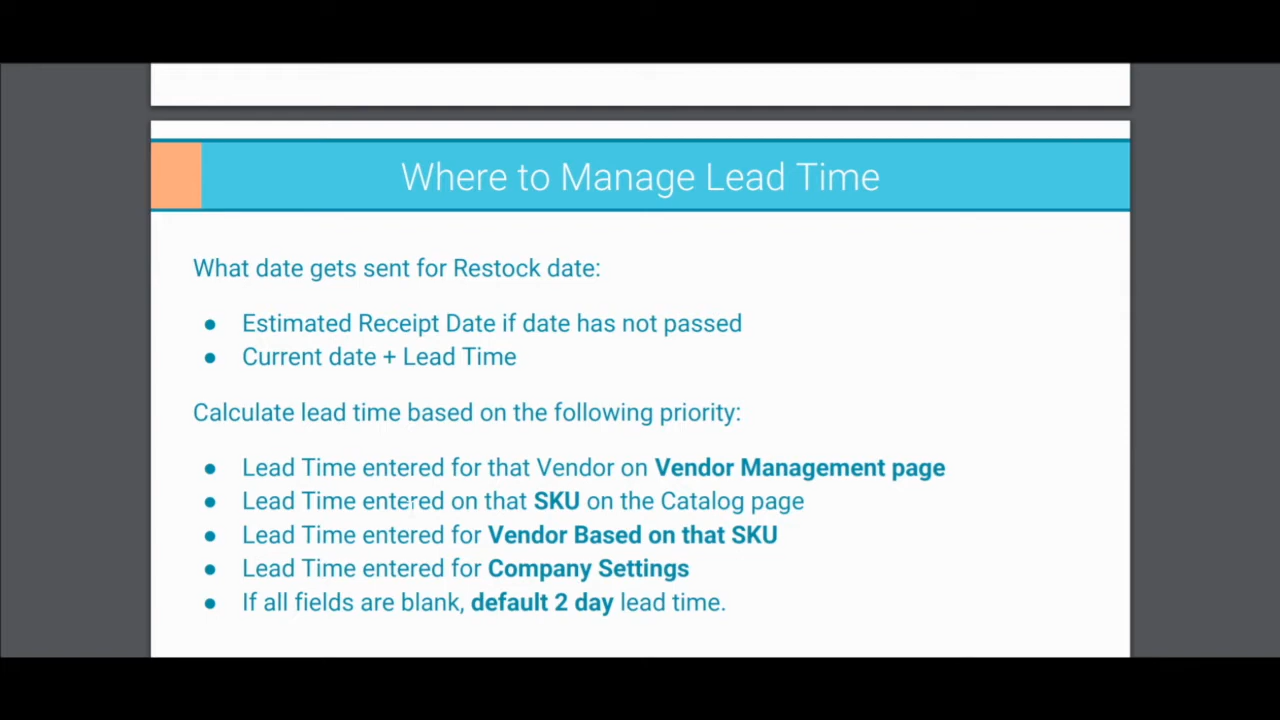 Where to Manage Lead Time
What date gets sent for Restock date:
● Estimated Receipt Date if date has not passed
● Current date + Lead Time
Calculate lead time based on the following priority:
● Lead Time entered for that Vendor on Vendor Management page
● Lead Time entered on that SKU on the Catalog page
● Lead Time entered for Vendor Based on that SKU
● Lead Time entered for Company Settings
● If all fields are blank, default 2 day lead time.